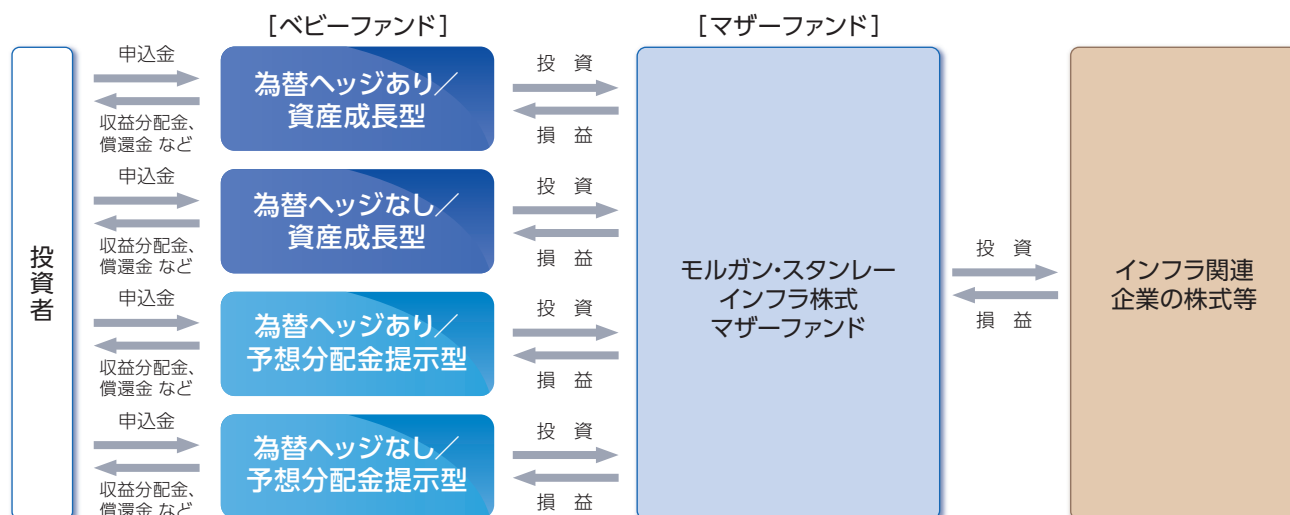 [ベビーファンド]
[マザーファンド]
投資者
申込金
収益分配金、
償還金 など
為替ヘッジあり／
資産成長型
投 資
損 益
申込金
収益分配金、
償還金 など
為替ヘッジなし／
資産成長型
投 資
損 益
申込金
収益分配金、
償還金 など
為替ヘッジあり／
予想分配金提示型
投 資
損 益
申込金
収益分配金、
償還金 など
為替ヘッジなし／
予想分配金提示型
投 資
損 益
モルガン・スタンレー
インフラ株式
マザーファンド
投 資
損 益
インフラ関連
企業の株式等